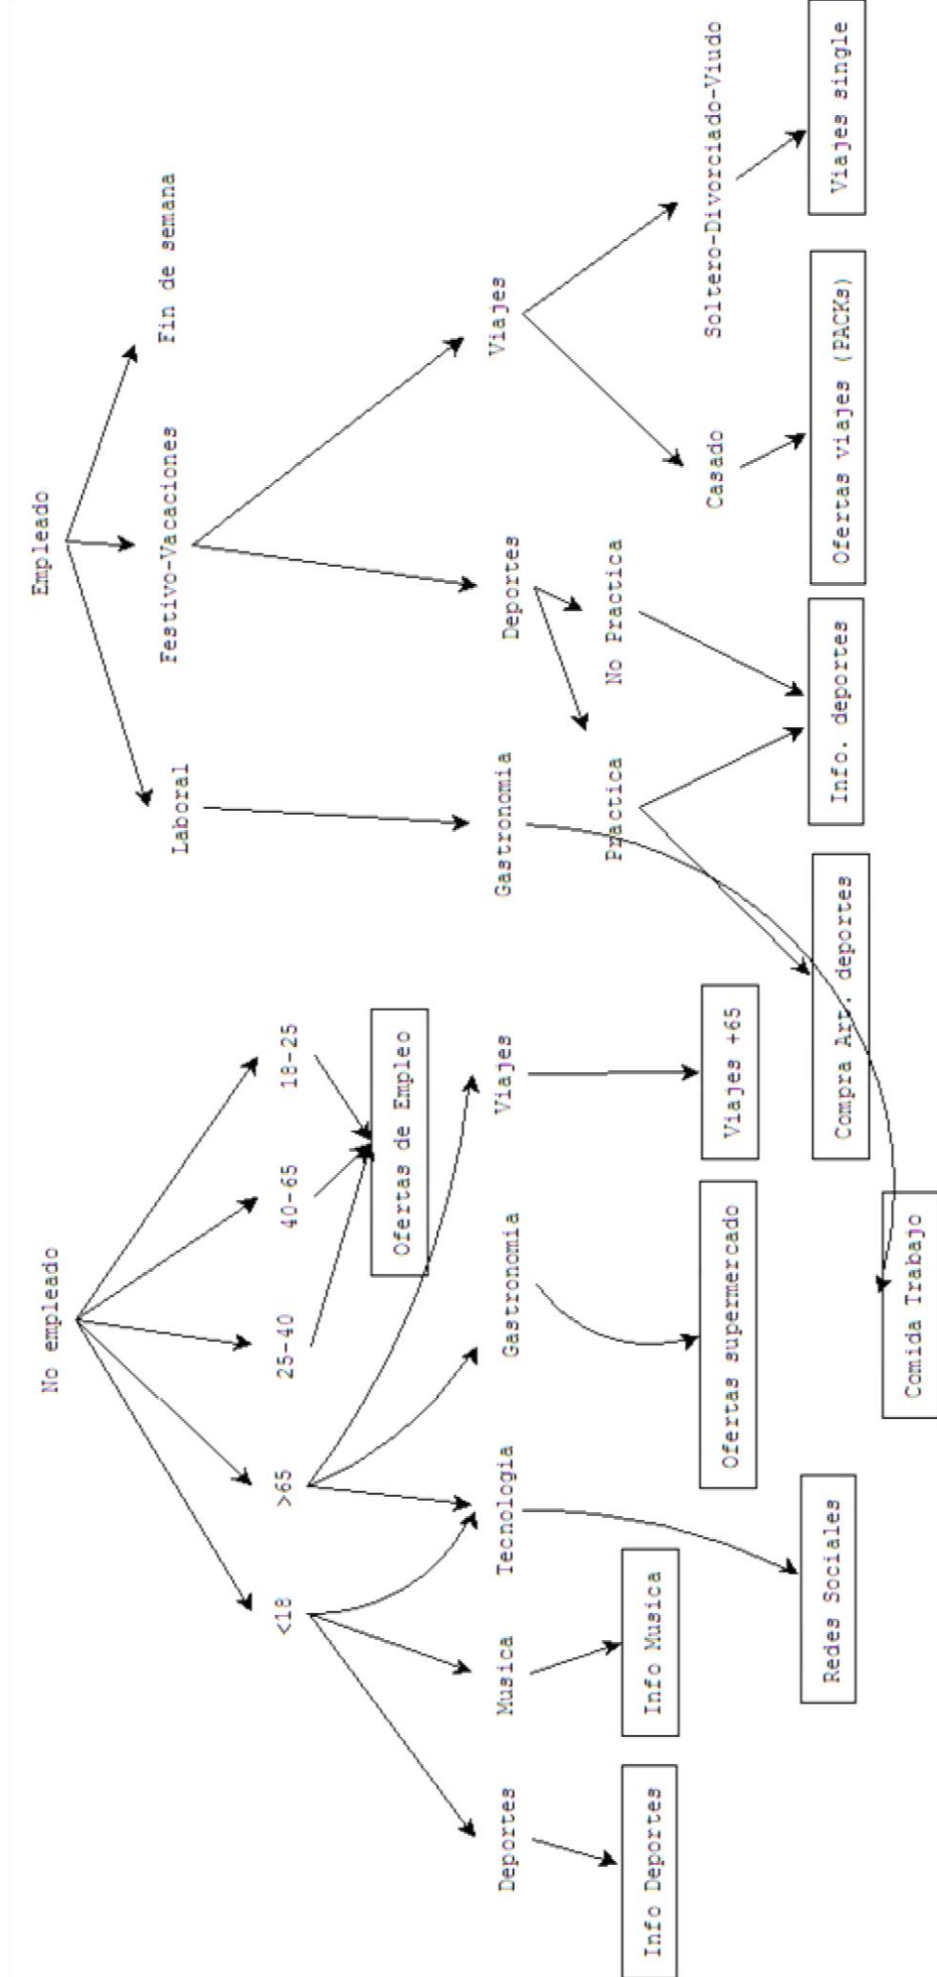 No empleado
Empleado
Laboral
Festivo-Vacaciones
Fin de semana
<18
>65
25-40
40-65
18-25
Ofertas de Empleo
Deportes
Musica
Tecnologia
Gastronomia
Viajes
Gastronomia
Deportes
Viajes
Practica
No Practica
Info Deportes
Info Musica
Ofertas supermercado
Viajes +65
Casado
Soltero-Divorciado-Viudo
Redes Sociales
Compra Art. deportes
Info. deportes
Ofertas viajes (PACKs)
Viajes single
Comida Trabajo